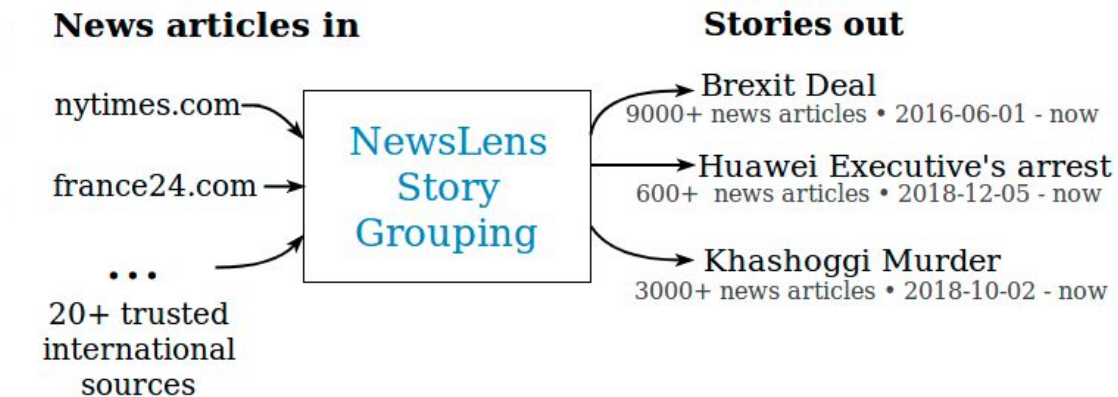 News articles in
Stories out
nytimes.com
france24.com
...
20+ trusted
international
sources
NewsLens
Story
Grouping
Brexit Deal
9000+ news articles • 2016-06-01 - now
Huawei Executive's arrest
600+ news articles • 2018-12-05 - now
Khashoggi Murder
3000+ news articles • 2018-10-02 - now